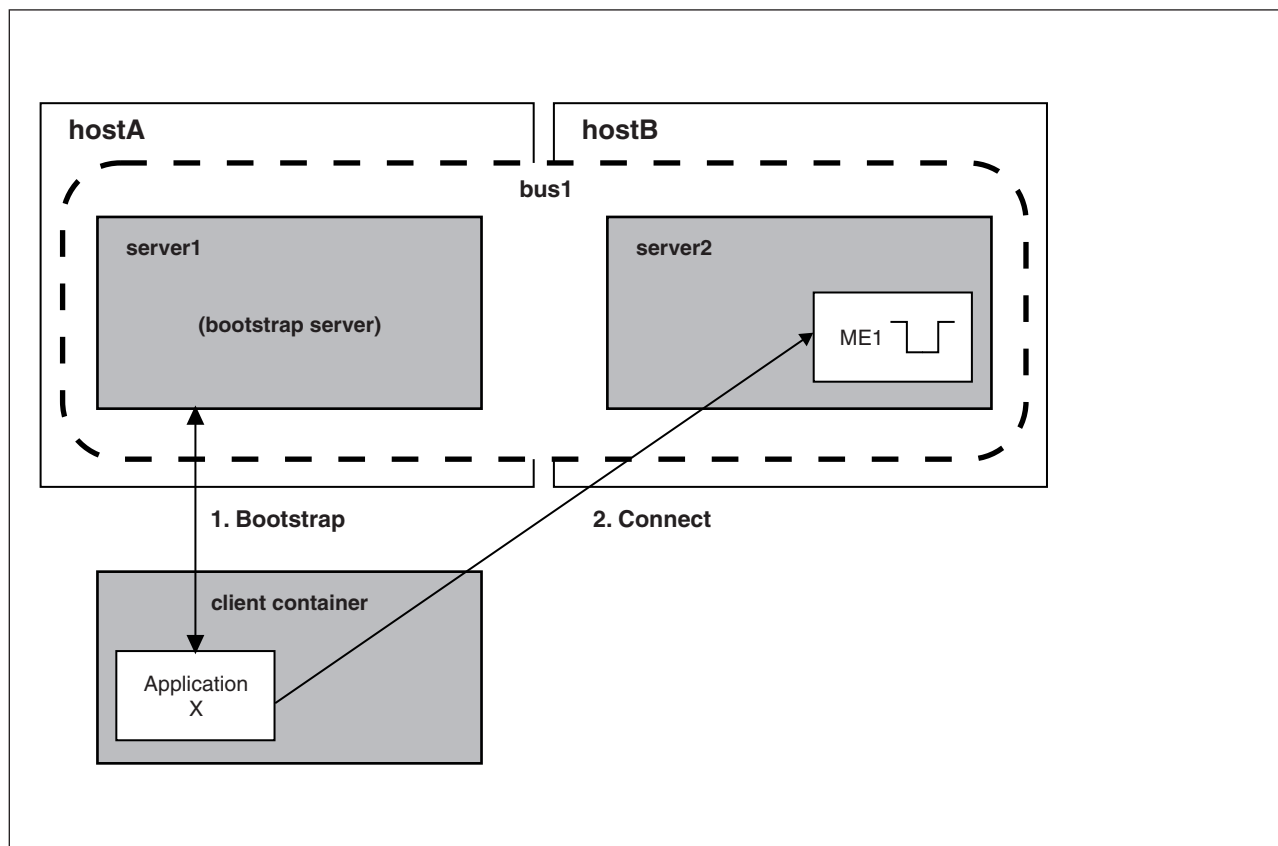 hostA
hostB
bus1
server1
(bootstrap server)
server2
ME1
1. Bootstrap
2. Connect
client container
Application
X